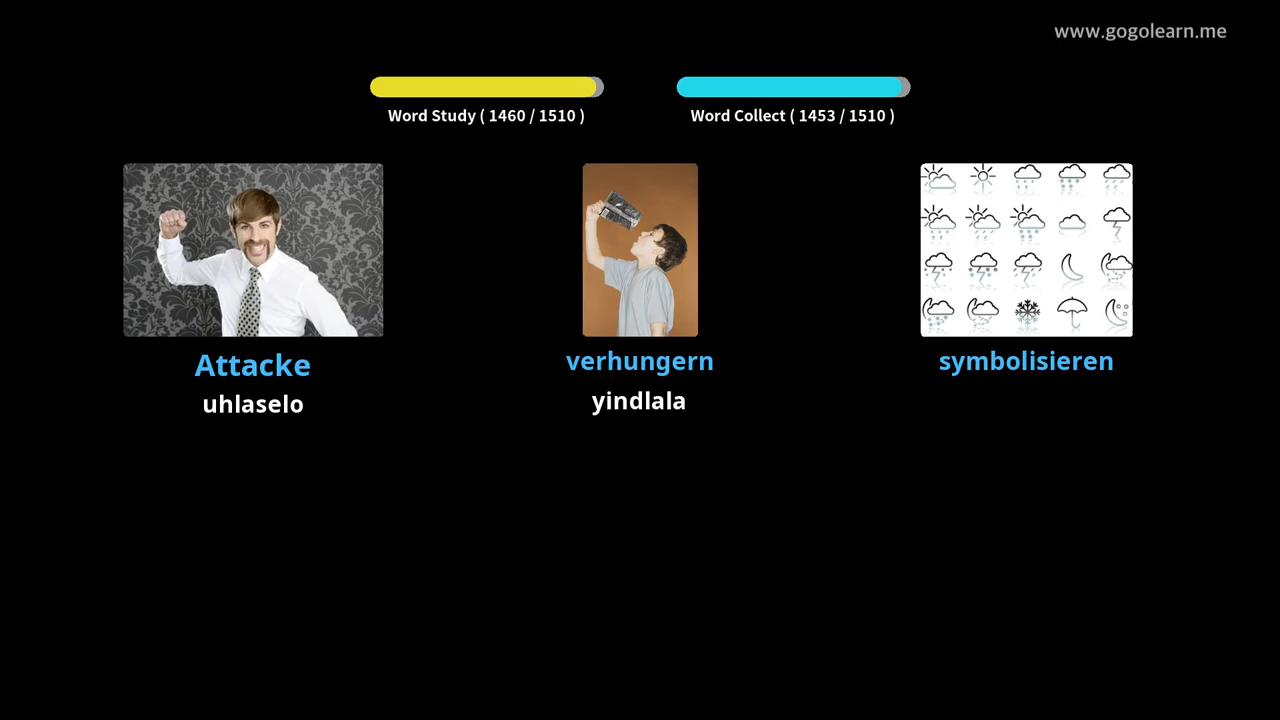 www.gogolearn.me
Word Study ( 1460 / 1510 )
Word Collect ( 1453 / 1510 )
Attacke
uhlaselo
verhungern
yindlala
symbolisieren